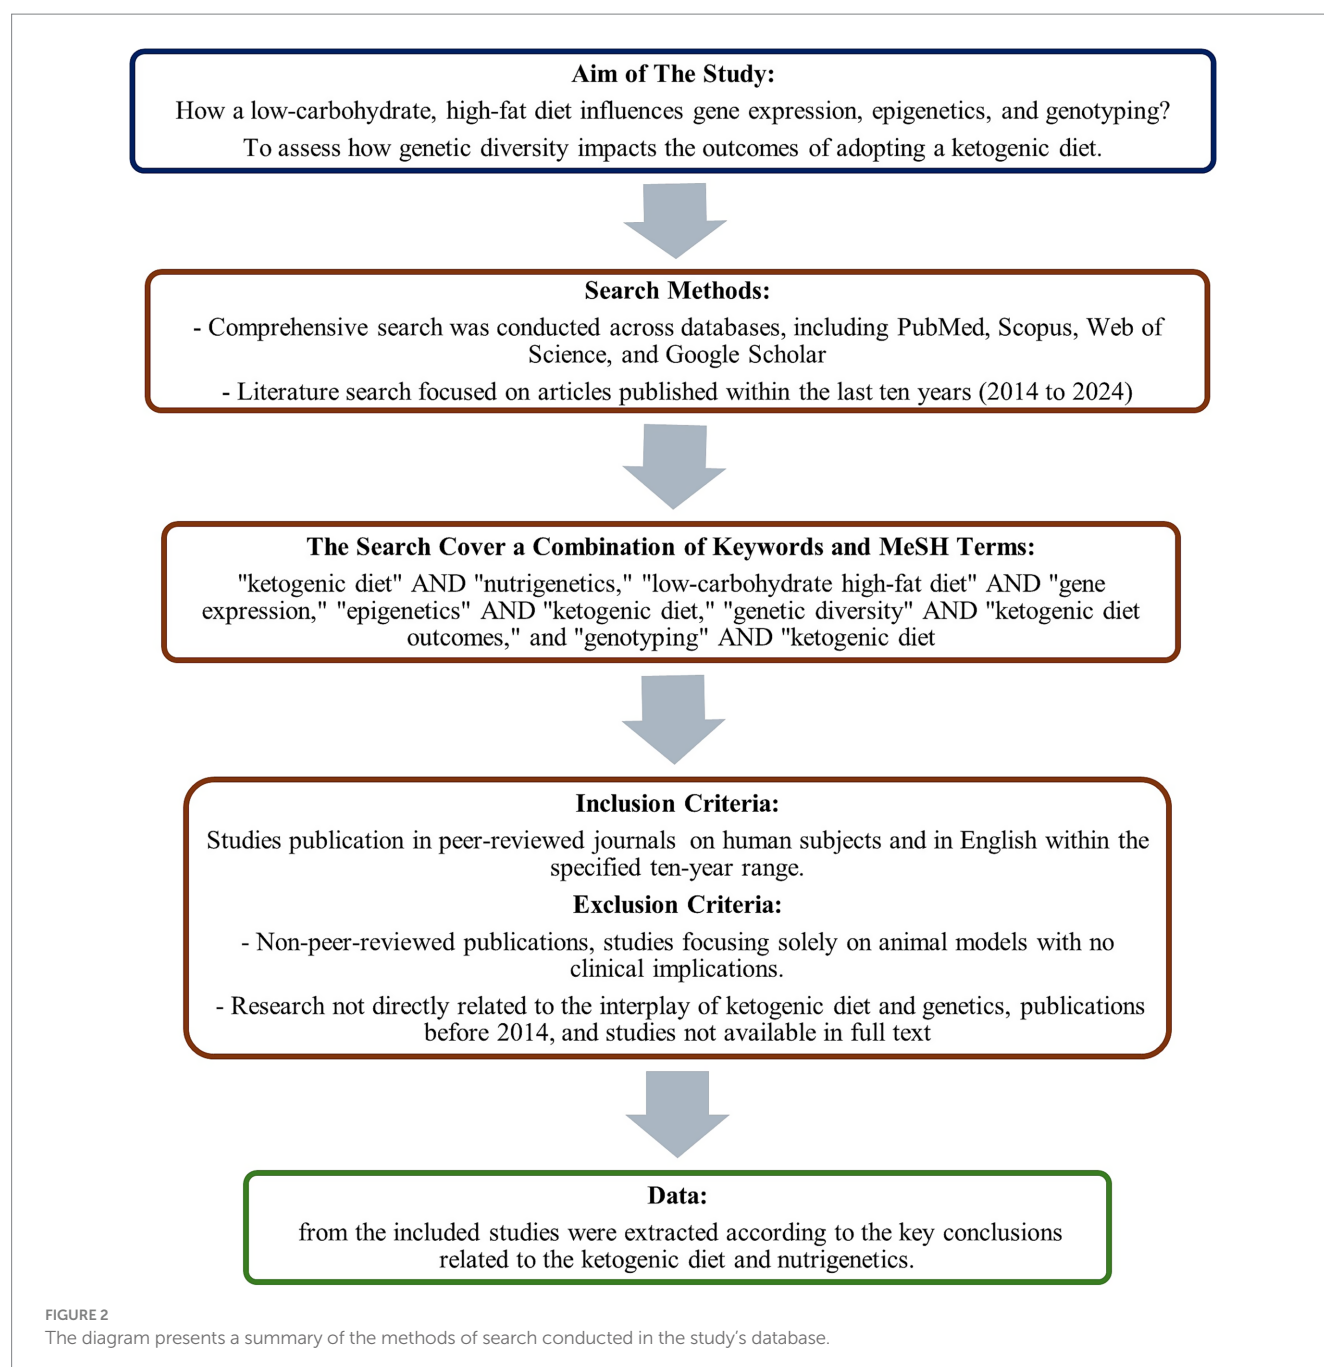 Aim of The Study:
How a low-carbohydrate, high-fat diet influences gene expression, epigenetics, and genotyping?
To assess how genetic diversity impacts the outcomes of adopting a ketogenic diet.
Search Methods:
- Comprehensive search was conducted across databases, including PubMed, Scopus, Web of
Science, and Google Scholar
- Literature search focused on articles published within the last ten years (2014 to 2024)
The Search Cover a Combination of Keywords and MeSH Terms:
"ketogenic diet" AND "nutrigenetics," "low-carbohydrate high-fat diet" AND "gene
expression," "epigenetics" AND "ketogenic diet," "genetic diversity" AND "ketogenic diet
outcomes," and "genotyping" AND "ketogenic diet
Inclusion Criteria:
Studies publication in peer-reviewed journals on human subjects and in English within the
specified ten-year range.
Exclusion Criteria:
- Non-peer-reviewed publications, studies focusing solely on animal models with no
clinical implications.
- Research not directly related to the interplay of ketogenic diet and genetics, publications
before 2014, and studies not available in full text
Data:
from the included studies were extracted according to the key conclusions
related to the ketogenic diet and nutrigenetics.
FIGURE 2
The diagram presents a summary of the methods of search conducted in the study's database.